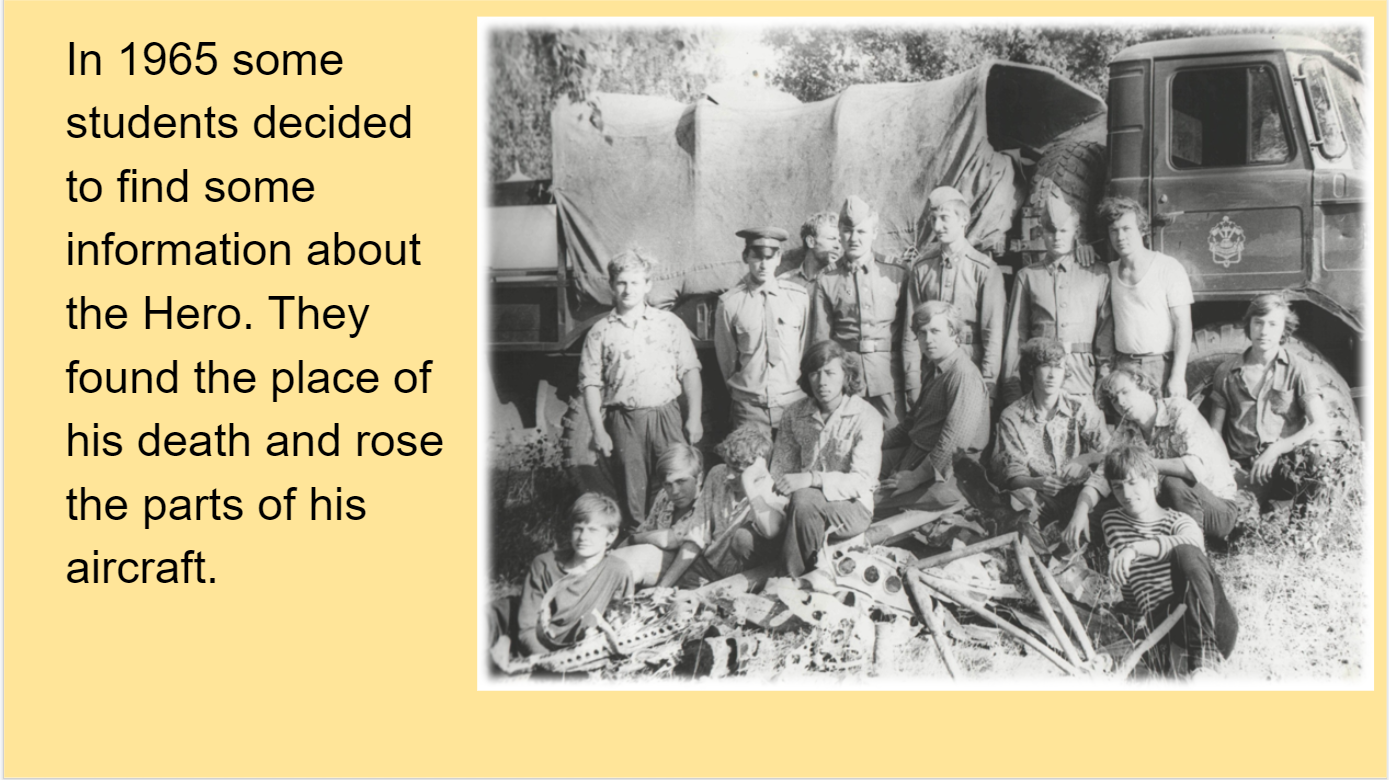 In 1965 some
students decided
to find some
information about
the Hero. They
found the place of
his death and rose
the parts of his
aircraft.